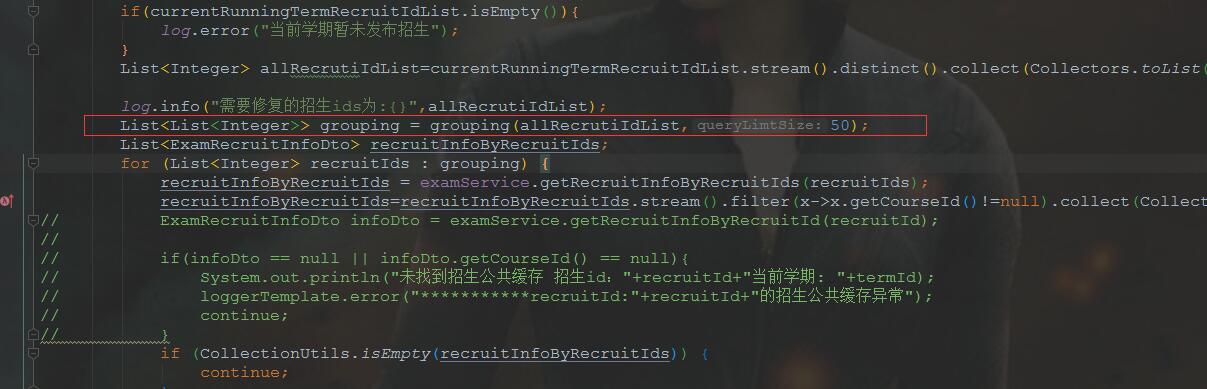 if(currentRunningTermRecruitIdList.isEmpty()){
log.error("当前学期暂未发布招生");
}
List<Integer> allRecrutiIdList=currentRunningTermRecruitIdList.stream().distinct().collect(Collectors.toList(
log.info("需要修复的招生ids为:{}",allRecrutiIdList);
List<List<Integer>> grouping = grouping(allRecrutiIdList, queryLimtSize: 50);
List<ExamRecruitInfoDto> recruitInfoByRecruitIds;
for (List<Integer> recruitIds : grouping) {
recruitInfoByRecruitIds = examService.getRecruitInfoByRecruitIds(recruitIds);
recruitInfoByRecruitIds=recruitInfoByRecruitIds.stream().filter(x->x.getCourseId()!=null).collect(Collect
// ExamRecruitInfoDto infoDto = examService.getRecruitInfoByRecruitId(recruitId);
//
// if(infoDto == null || infoDto.getCourseId() == null){
// System.out.println("未找到招生公共缓存 招生id："+recruitId+"当前学期: "+termId);
// loggerTemplate.error("***********recruitId:"+recruitId+"的招生公共缓存异常");
// continue;
// }
if (CollectionUtils.isEmpty(recruitInfoByRecruitIds)) {
continue;